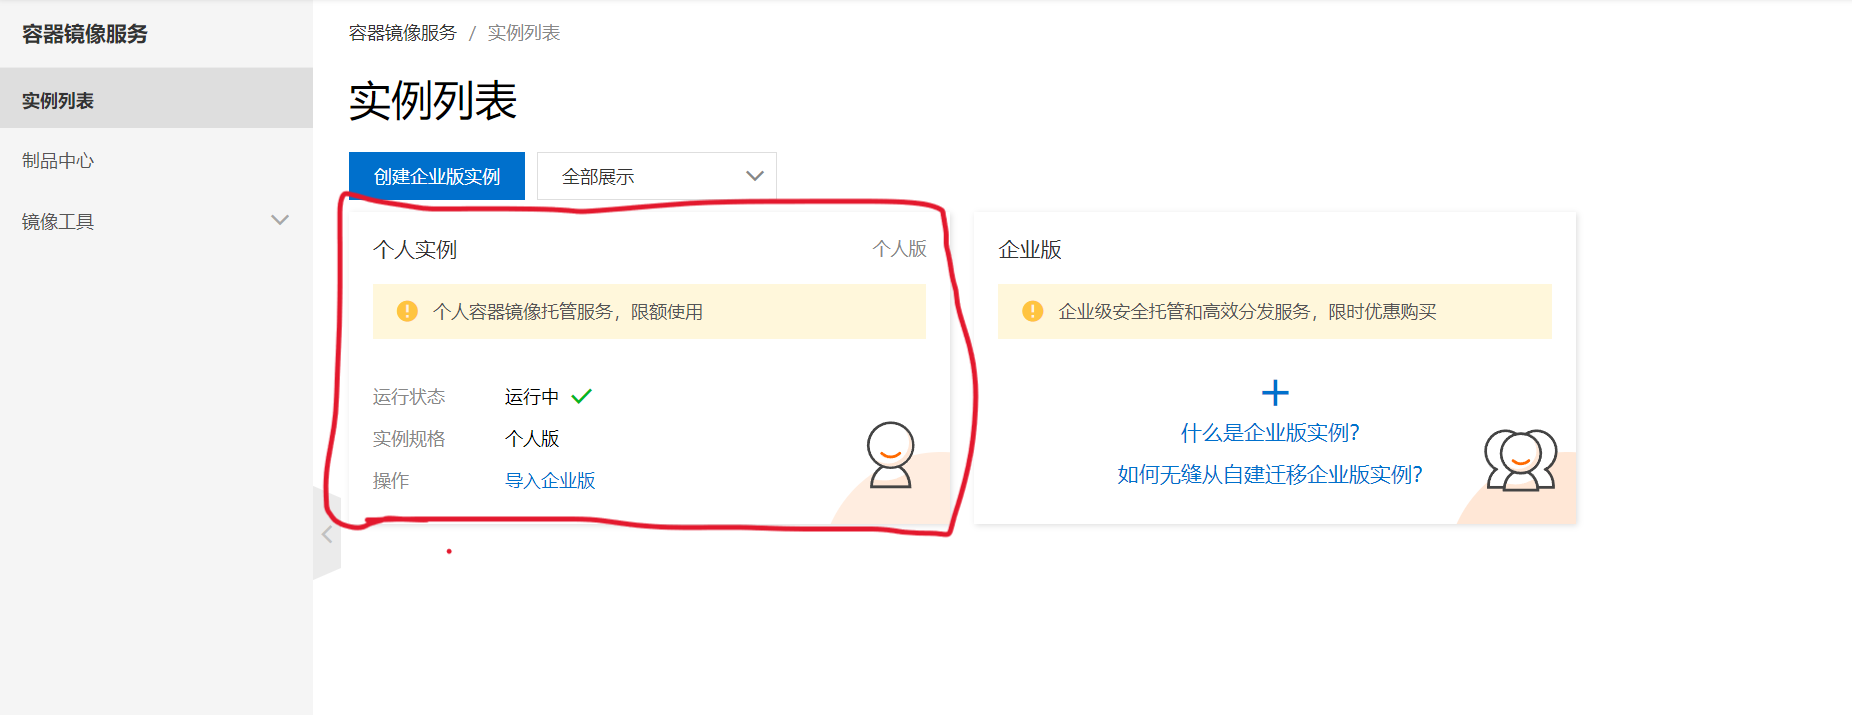 容器镜像服务
实例列表
制品中心
镜像工具
容器镜像服务 / 实例列表
实例列表
创建企业版实例
全部展示
个人实例
个人版
个人容器镜像托管服务，限额使用
运行状态 运行中
实例规格 个人版
操作 导入企业版
企业版
企业级安全托管和高效分发服务，限时优惠购买
什么是企业版实例？
如何无缝从自建迁移企业版实例？